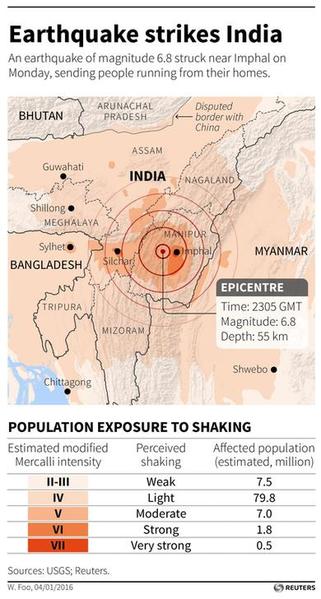 Earthquake strikes India
An earthquake of magnitude 6.8 struck near Imphal on
Monday, sending people running from their homes.
BHUTAN
ARUNACHAL
PRADESH
Disputed
border with
China
ASSAM
Guwahati
INDIA
NAGALAND
Shillong
MEGHALAYA
MANIPUR
Sylhet
Silchar
Imphal
MYANMAR
BANGLADESH
EPICENTRE
Time: 2305 GMT
Magnitude: 6.8
Depth: 55 km
TRIPURA
MIZORAM
Shwebo
Chittagong
POPULATION EXPOSURE TO SHAKING
Estimated modified Perceived Affected population
Mercalli intensity shaking (estimated, million)
II-III Weak 7.5
IV Light 79.8
V Moderate 7.0
VI Strong 1.8
VII Very strong 0.5
Sources: USGS; Reuters.
W. Foo, 04/01/2016 REUTERS